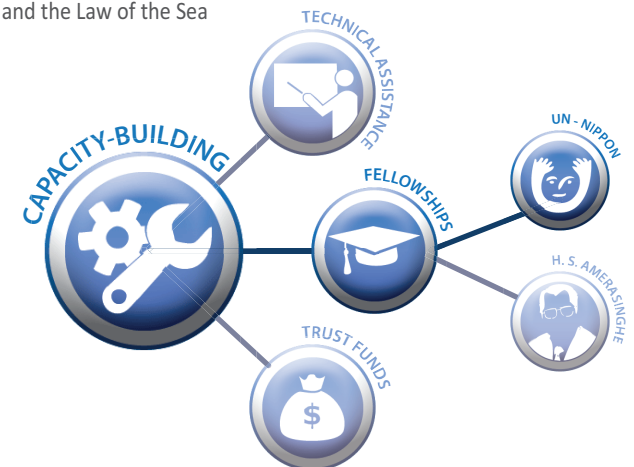 and the Law of the Sea
TECHNICAL ASSISTANCE
CAPACITY-BUILDING
FELLOWSHIPS
UN - NIPPON
H. S. AMERASINGHE
TRUST FUNDS
$